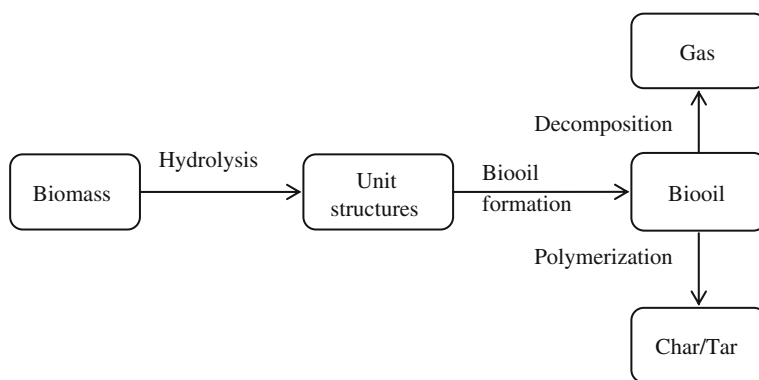 Gas
Decomposition
Hydrolysis
Biomass
Unit
structures
Biooil
formation
Biooil
Polymerization
Char/Tar